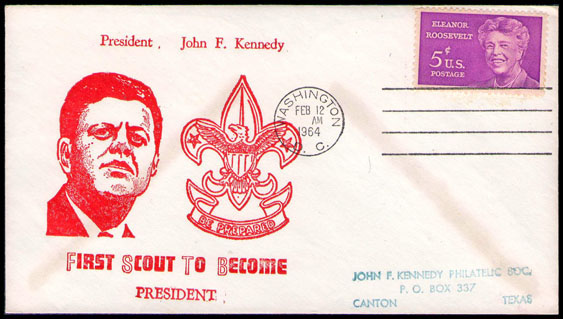 President, John F. Kennedy
ELEANOR
ROOSEVELT
5¢ U.S.
POSTAGE
WASHINGTON
FEB 12
AM
1964
D. C.
BE PREPARED
FIRST SCOUT TO BECOME
PRESIDENT
JOHN F. KENNEDY PHILATELIC SOC.
P. O. BOX 337
CANTON TEXAS